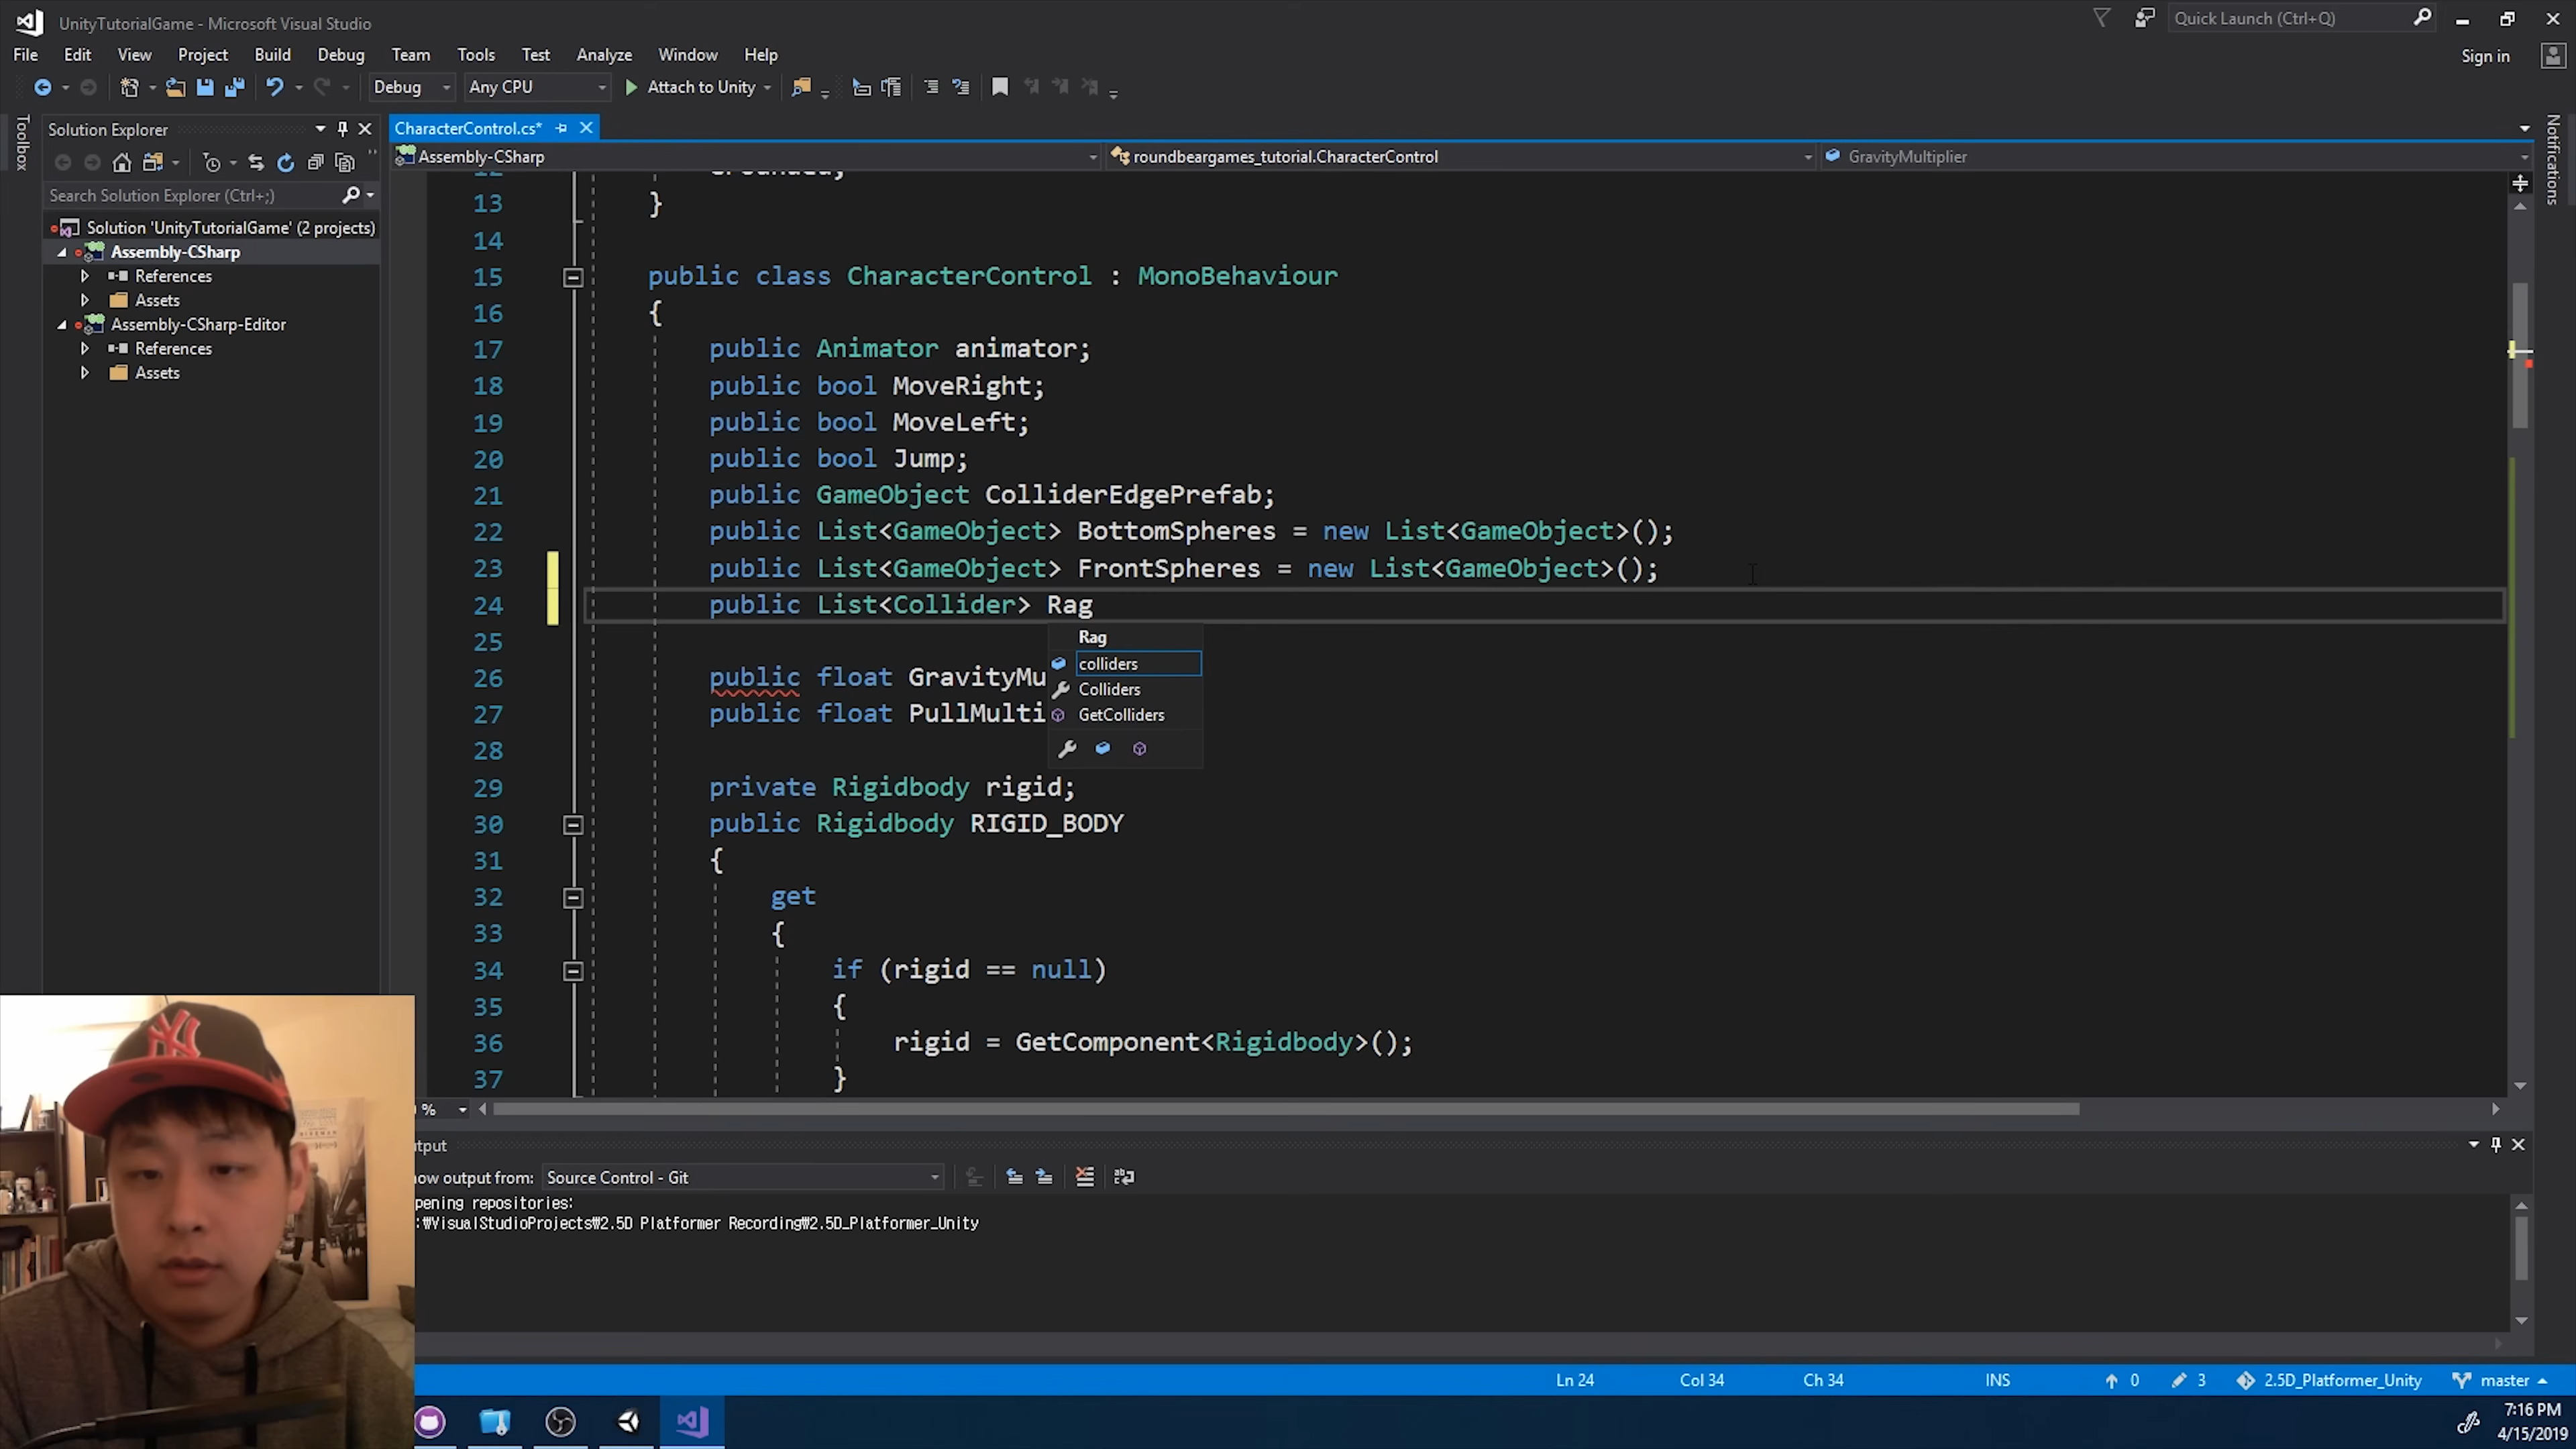 UnityTutorialGame - Microsoft Visual Studio
Quick Launch (Ctrl+Q)
File Edit View Project Build Debug Team Tools Test Analyze Window Help
Sign in
Debug Any CPU Attach to Unity
Toolbox
Solution Explorer
Search Solution Explorer (Ctrl+;)
Solution 'UnityTutorialGame' (2 projects)
Assembly-CSharp
References
Assets
Assembly-CSharp-Editor
References
Assets
CharacterControl.cs*
Assembly-CSharp roundbeargames_tutorial.CharacterControl GravityMultiplier
Notifications
13 }
14
15 public class CharacterControl : MonoBehaviour
16 {
17 public Animator animator;
18 public bool MoveRight;
19 public bool MoveLeft;
20 public bool Jump;
21 public GameObject ColliderEdgePrefab;
22 public List<GameObject> BottomSpheres = new List<GameObject>();
23 public List<GameObject> FrontSpheres = new List<GameObject>();
24 public List<Collider> Rag
25
26 public float GravityMu
27 public float PullMulti
28
29 private Rigidbody rigid;
30 public Rigidbody RIGID_BODY
31 {
32 get
33 {
34 if (rigid == null)
35 {
36 rigid = GetComponent<Rigidbody>();
37 }
Rag
colliders
Colliders
GetColliders
%
utput
ow output from: Source Control - Git
pening repositories:
:₩VisualStudioProjects₩2.5D Platformer Recording₩2.5D_Platformer_Unity
NY
Ln 24 Col 34 Ch 34 INS 0 3 2.5D_Platformer_Unity master
7:16 PM
4/15/2019